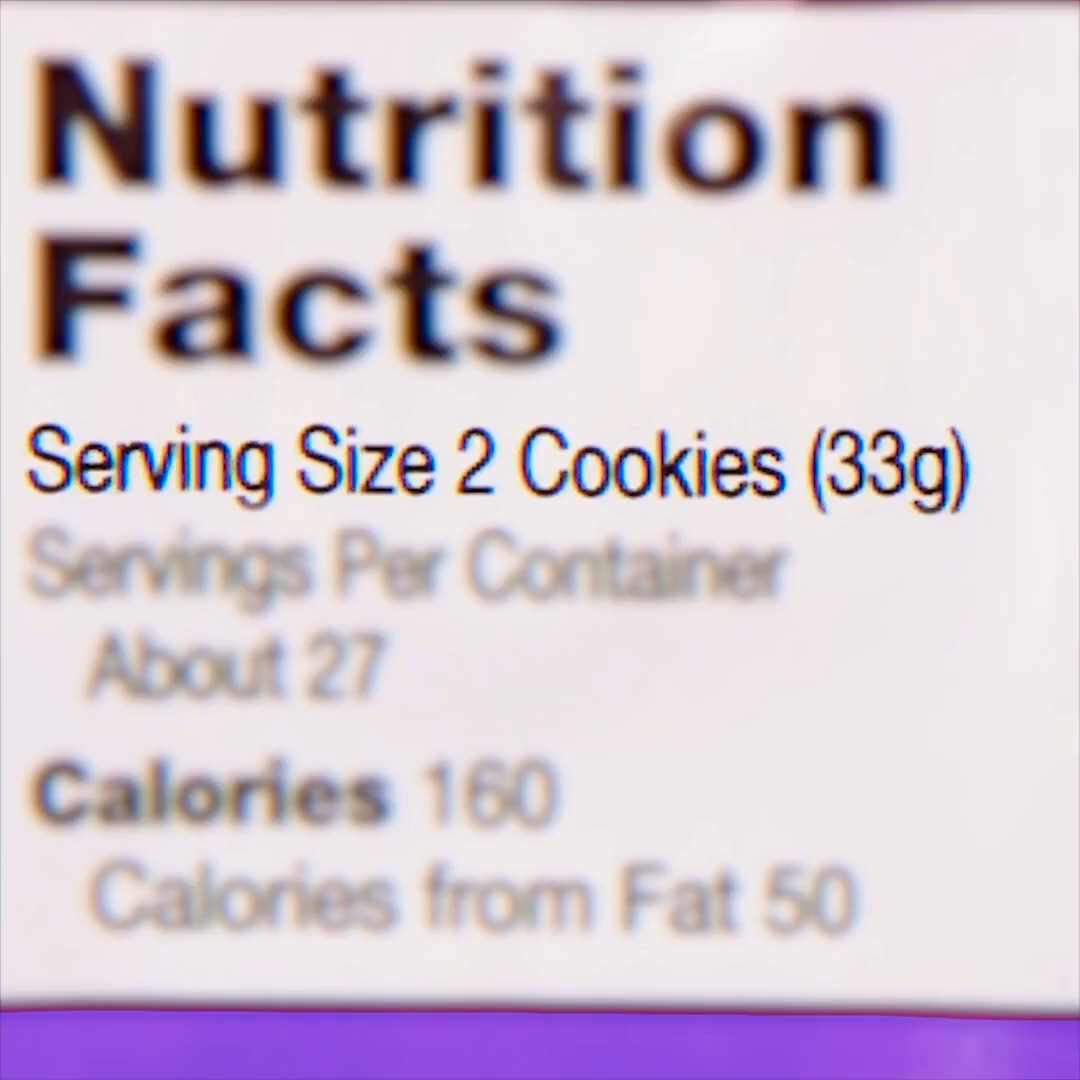 Nutrition
Facts
Serving Size 2 Cookies (33g)
Servings Per Container
About 27
Calories 160
Calories from Fat 50